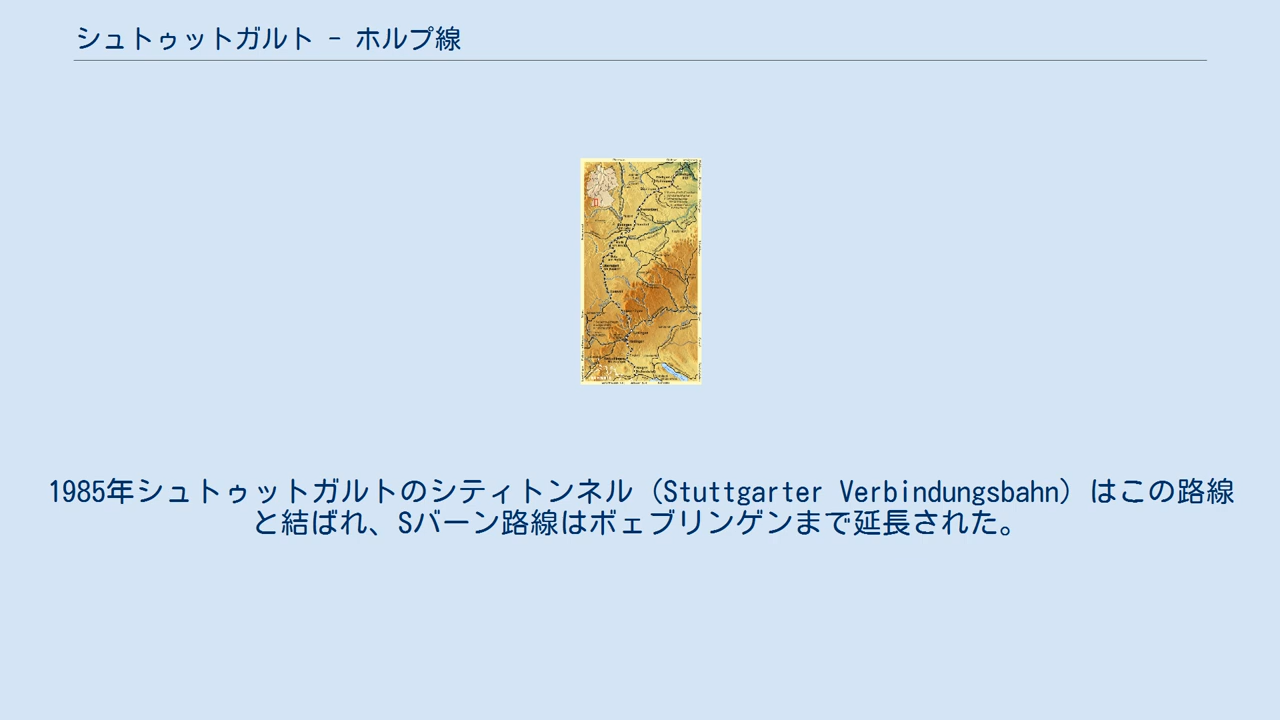 シュトゥットガルト - ホルプ線
1985年シュトゥットガルトのシティトンネル（Stuttgarter Verbindungsbahn）はこの路線
と結ばれ、Sバーン路線はボェブリンゲンまで延長された。